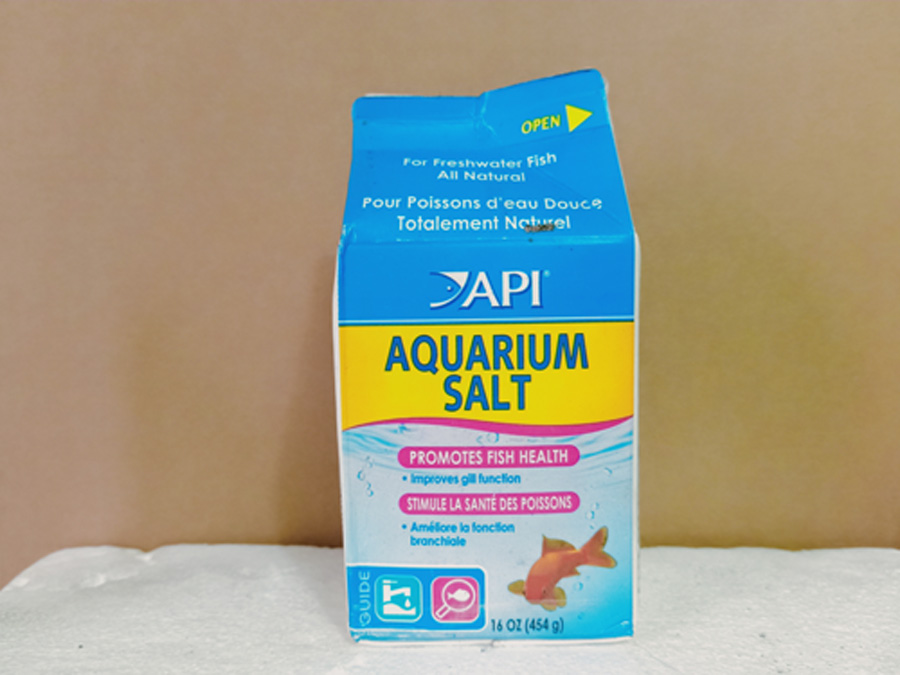 OPEN
For Freshwater Fish
All Natural
Pour Poissons d'eau Douce
Totalement Naturel
API®
AQUARIUM
SALT
PROMOTES FISH HEALTH
• Improves gill function
STIMULE LA SANTÉ DES POISSONS
• Améliore la fonction
branchiale
GUIDE
16 OZ (454 g)